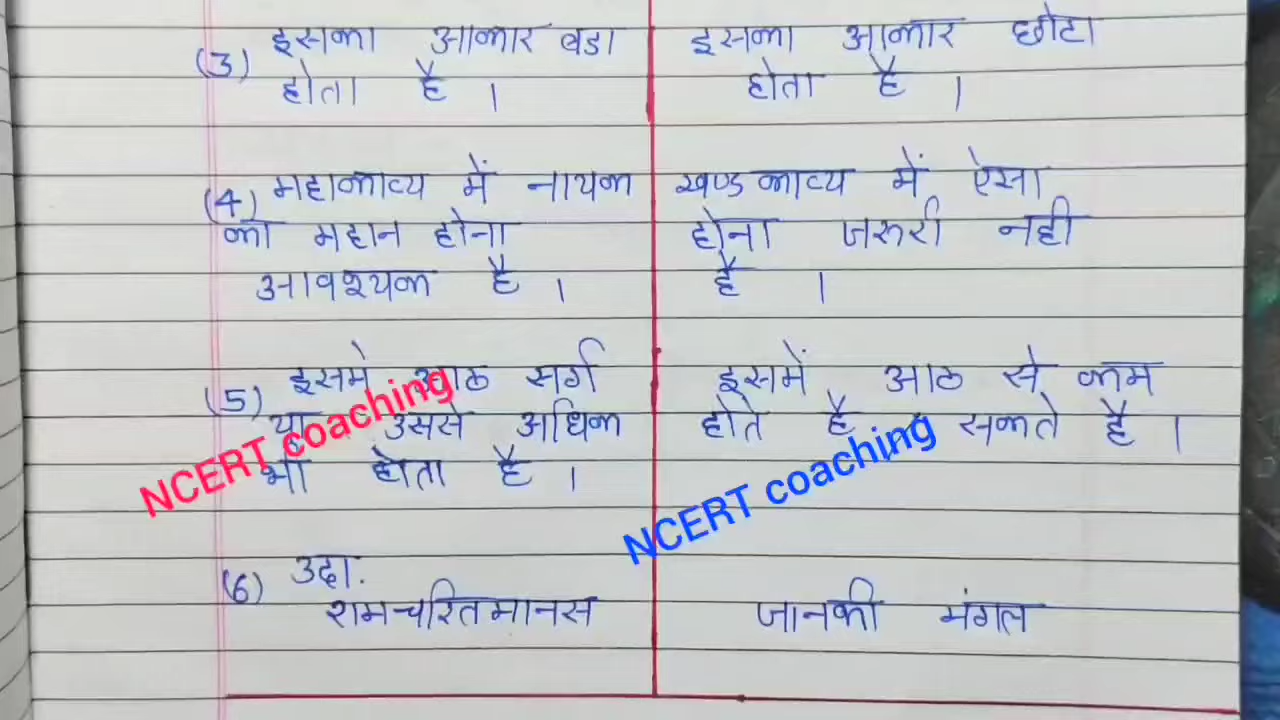 (3) इसका आकार बडा
होता है ।
इसका आकार छोटा
होता है ।
(4) महाकाव्य में नायक
का महान होना
आवश्यक है ।
खण्डकाव्य में ऐसा
होना जरुरी नही
है ।
(5) इसमे आठ सर्ग
या उससे अधिक
भी होता है ।
इसमें आठ से कम
होते है सकते है ।
NCERT coaching
NCERT coaching
(6) उदा.
रामचरितमानस
जानकी मंगल